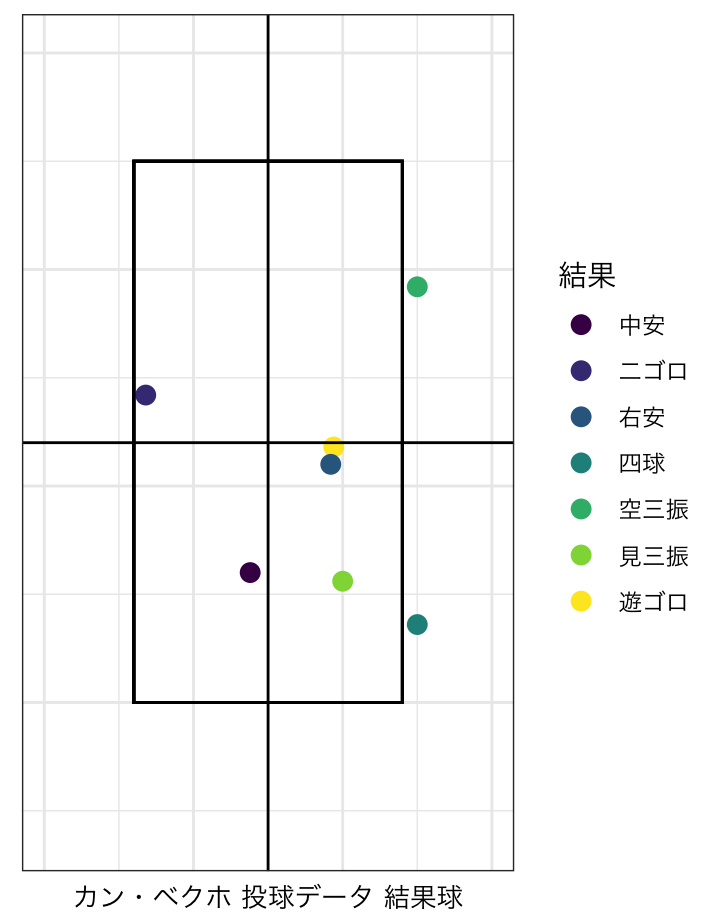 結果
中安
二ゴロ
右安
四球
空三振
見三振
遊ゴロ
カン・ベクホ 投球データ 結果球